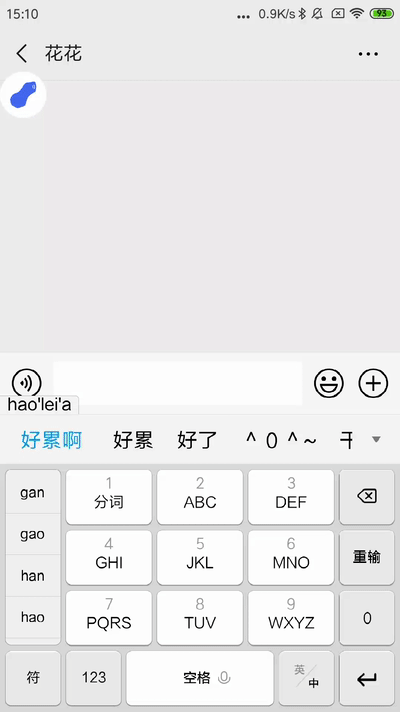 15:10 ... 0.9K/s 93
花花
hao'lei'a
好累啊 好累 好了 ^ 0 ^ ~
gan
gao
han
hao
1
分词
2
ABC
3
DEF
4
GHI
5
JKL
6
MNO
重输
7
PQRS
8
TUV
9
WXYZ
0
符
123
空格
英/中